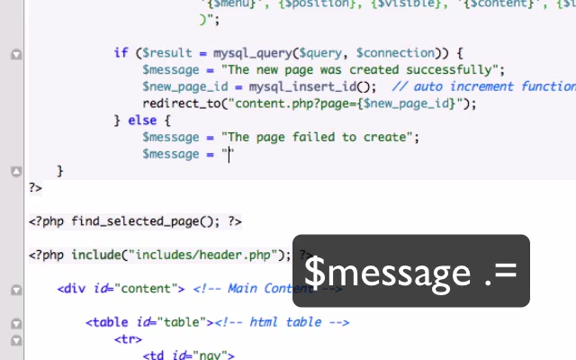 '{$menu}', {$position}, {$visible}, '{$content}',
)";
if ($result = mysql_query($query, $connection)) {
$message = "The new page was created successfully";
$new_page_id = mysql_insert_id(); // auto increment function
redirect_to("content.php?page={$new_page_id}");
} else {
$message = "The page failed to create";
$message = ""
}
?>
<?php find_selected_page(); ?>
<?php include("includes/header.php"); ?>
$message .=
<div id="content"> <!-- Main Content -->
<table id="table"><!-- html table -->
<tr>
<td id="nav">